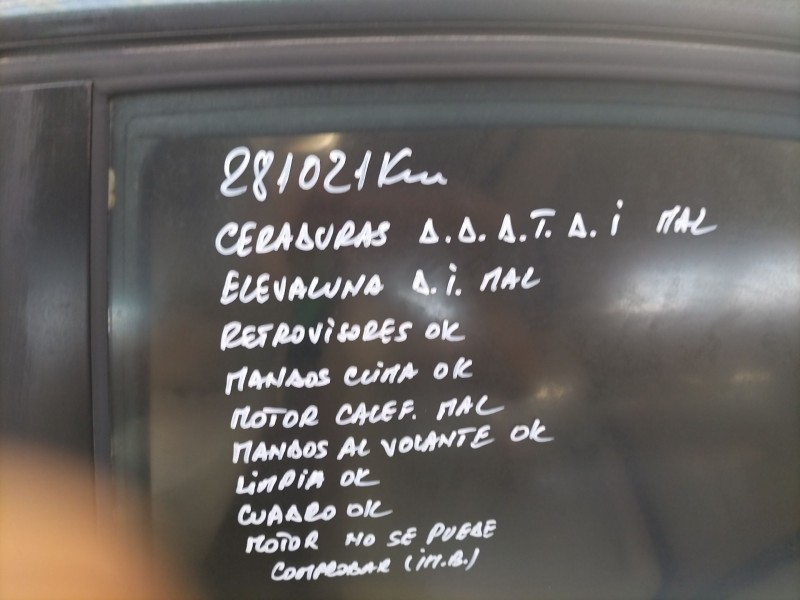 281021Km
CERADURAS D.D. D.T. D.i MAL
ELEVALUNA D.i. MAL
RETROVISORES OK
MANDOS CLIMA OK
MOTOR CALEF. MAL
MANDOS AL VOLANTE OK
LIMPIA OK
CUADRO OK
MOTOR NO SE PUEDE
COMPROBAR (iM.B.)